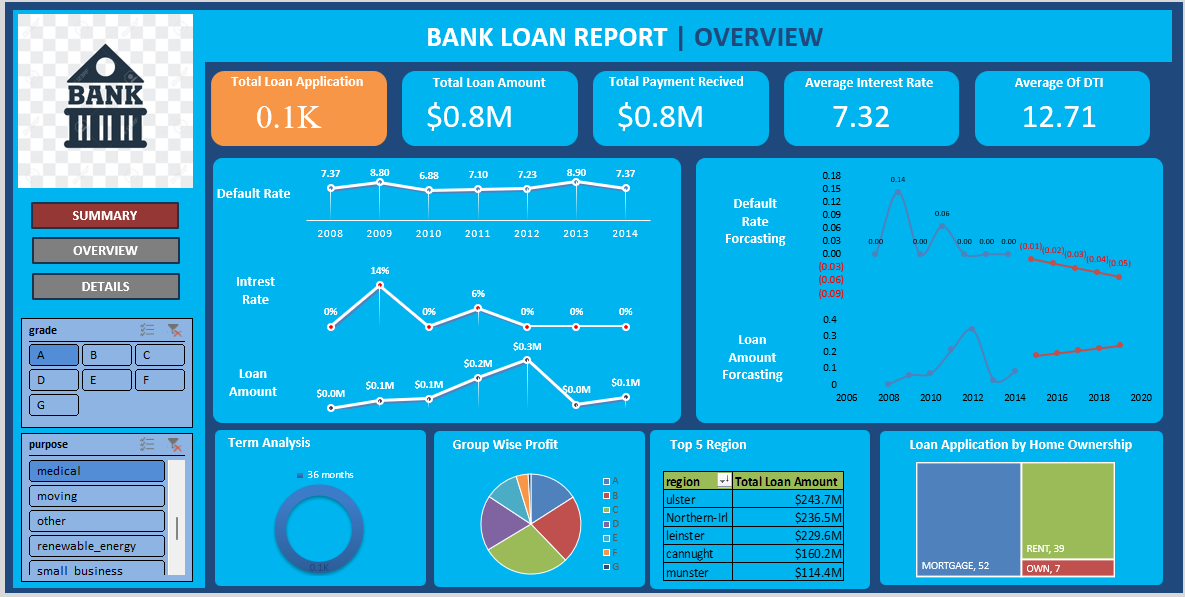 BANK
BANK LOAN REPORT | OVERVIEW
Total Loan Application
0.1K
Total Loan Amount
$0.8M
Total Payment Recived
$0.8M
Average Interest Rate
7.32
Average Of DTI
12.71
SUMMARY
OVERVIEW
DETAILS
grade
A B C
D E F
G
purpose
medical
moving
other
renewable_energy
small_business
Default Rate
7.37 8.80 6.88 7.10 7.23 8.90 7.37
2008 2009 2010 2011 2012 2013 2014
Intrest
Rate
0% 14% 0% 6% 0% 0% 0%
Loan
Amount
$0.0M $0.1M $0.1M $0.2M $0.3M $0.0M $0.1M
Default
Rate
Forcasting
0.18
0.15
0.12
0.09
0.06
0.03
0.00
(0.03)
(0.06)
(0.09)
0.00 0.14 0.00 0.06 0.00 0.00 0.00 (0.01) (0.02) (0.03) (0.04) (0.05)
Loan
Amount
Forcasting
0.4
0.3
0.2
0.1
0
2006 2008 2010 2012 2014 2016 2018 2020
Term Analysis
36 months
0.1K
Group Wise Profit
A
B
C
D
E
F
G
Top 5 Region
region Total Loan Amount
ulster $243.7M
Northern-Irl $236.5M
leinster $229.6M
cannught $160.2M
munster $114.4M
Loan Application by Home Ownership
MORTGAGE, 52
RENT, 39
OWN, 7